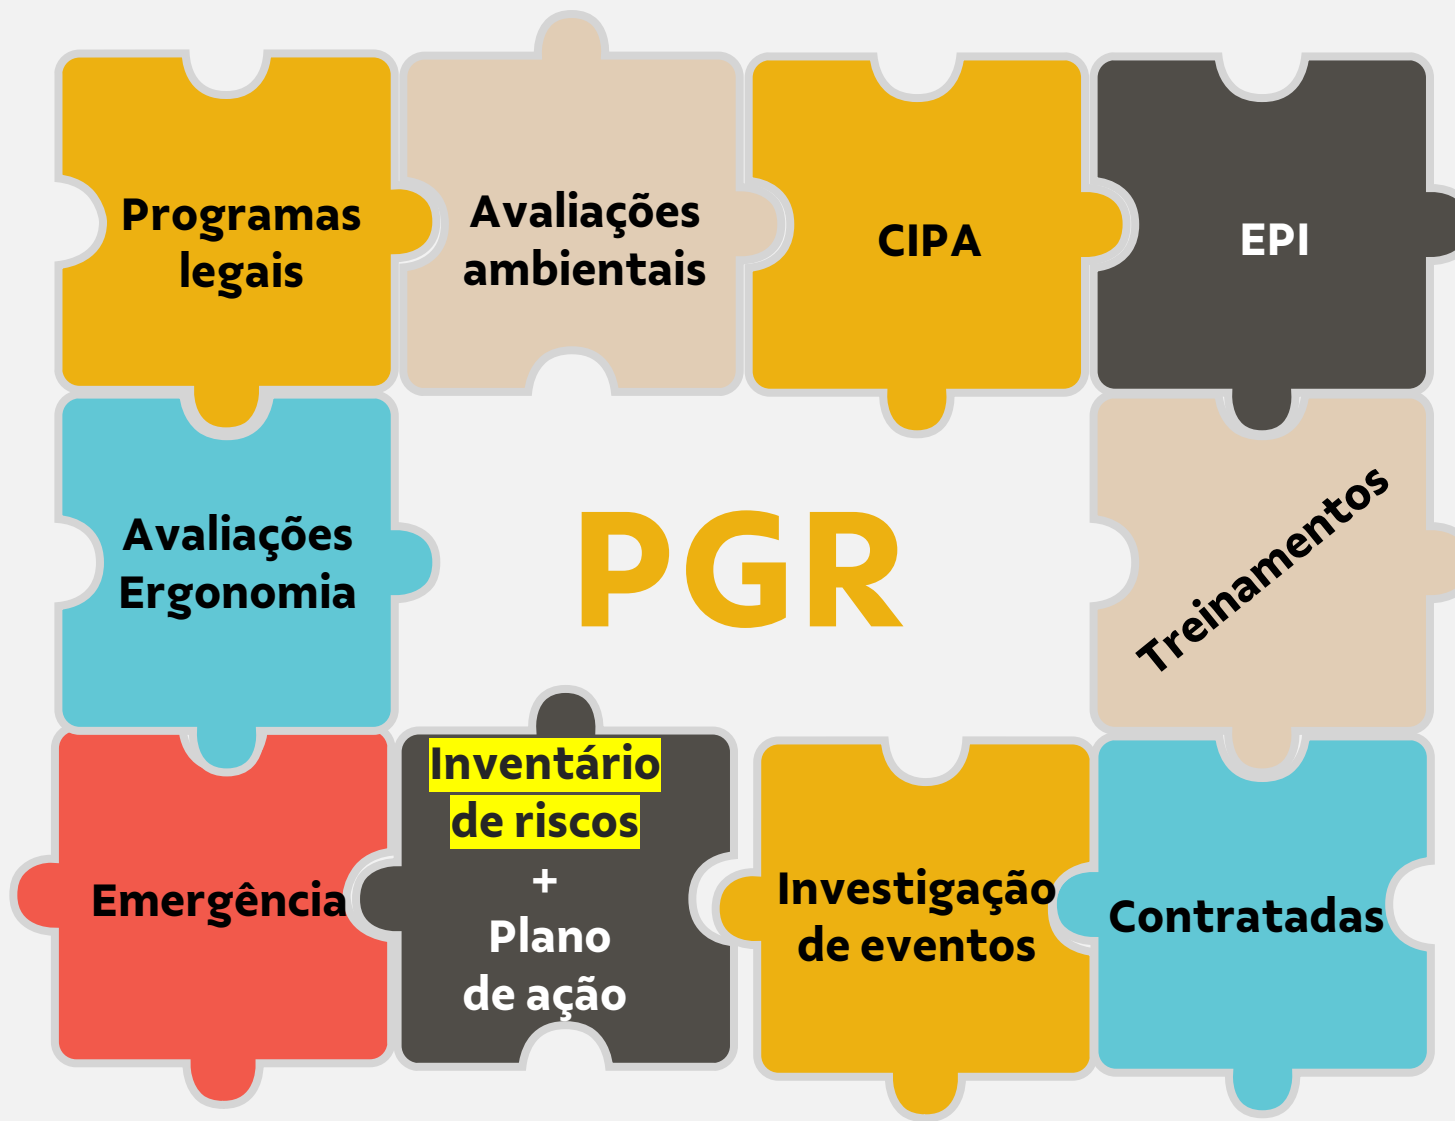 Programas
legais
Avaliações
ambientais
CIPA
EPI
Avaliações
Ergonomia
PGR
Treinamentos
Emergência
Inventário
de riscos
+
Plano
de ação
Investigação
de eventos
Contratadas